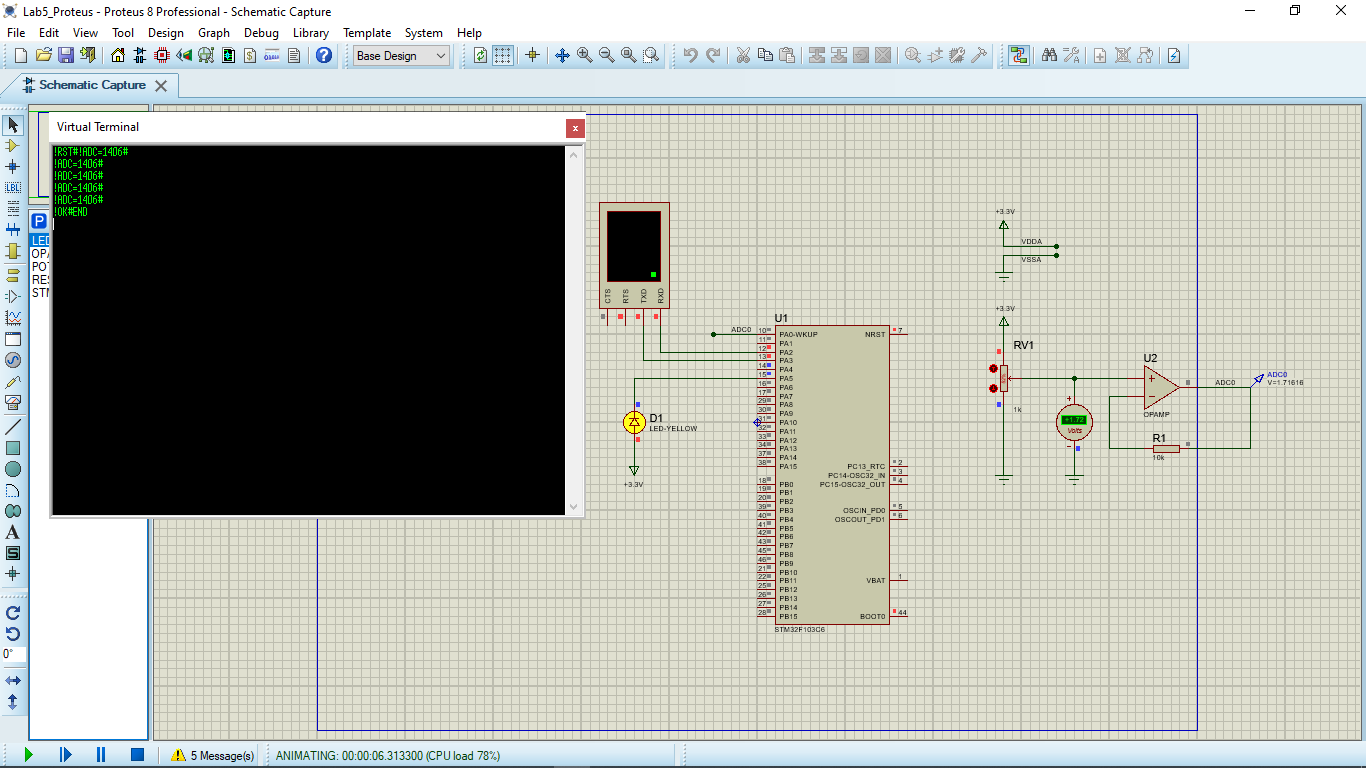 Lab5_Proteus - Proteus 8 Professional - Schematic Capture
File Edit View Tool Design Graph Debug Library Template System Help
Base Design
Schematic Capture
Virtual Terminal
!RST#!ADC=1406#
!ADC=1406#
!ADC=1406#
!ADC=1406#
!ADC=1406#
!OK#END
P
LBL
LED
OPA
POT
RES
STM
0°
CTS
RTS
TXD
RXD
+3.3V
VDDA
VSSA
U1
ADC0
10 PA0-WKUP
11 PA1
12 PA2
13 PA3
14 PA4
15 PA5
16 PA6
17 PA7
29 PA8
30 PA9
31 PA10
32 PA11
33 PA12
34 PA13
37 PA14
38 PA15
18 PB0
19 PB1
20 PB2
39 PB3
40 PB4
41 PB5
42 PB6
43 PB7
45 PB8
46 PB9
21 PB10
22 PB11
25 PB12
26 PB13
27 PB14
28 PB15
NRST 7
PC13_RTC 2
PC14-OSC32_IN 3
PC15-OSC32_OUT 4
OSCIN_PD0 5
OSCOUT_PD1 6
VBAT 1
BOOT0 44
STM32F103C6
D1
LED-YELLOW
+3.3V
+3.3V
RV1
1k
+1.72
Volts
U2
OPAMP
R1
10k
ADC0
ADC0
V=1.71616
5 Message(s)
ANIMATING: 00:00:06.313300 (CPU load 78%)